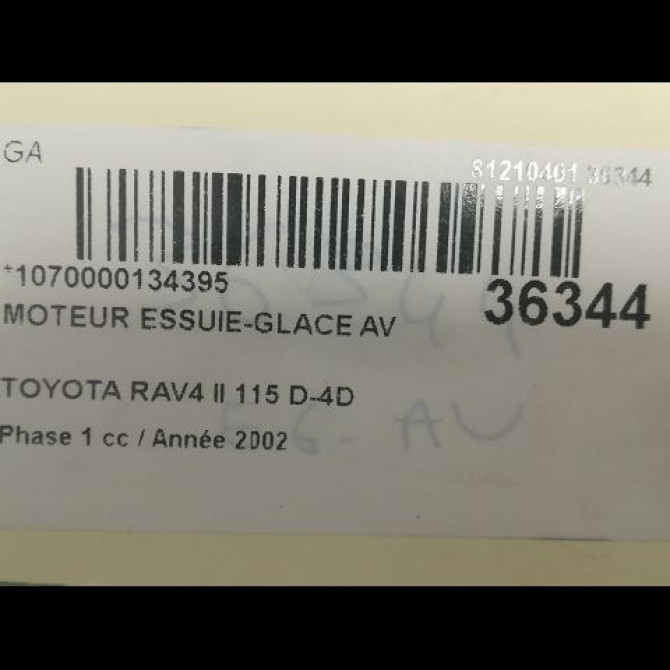 GA
81210461 36344
*1070000134395
36344
MOTEUR ESSUIE-GLACE AV
TOYOTA RAV4 II 115 D-4D
Phase 1 cc / Année 2002
AV